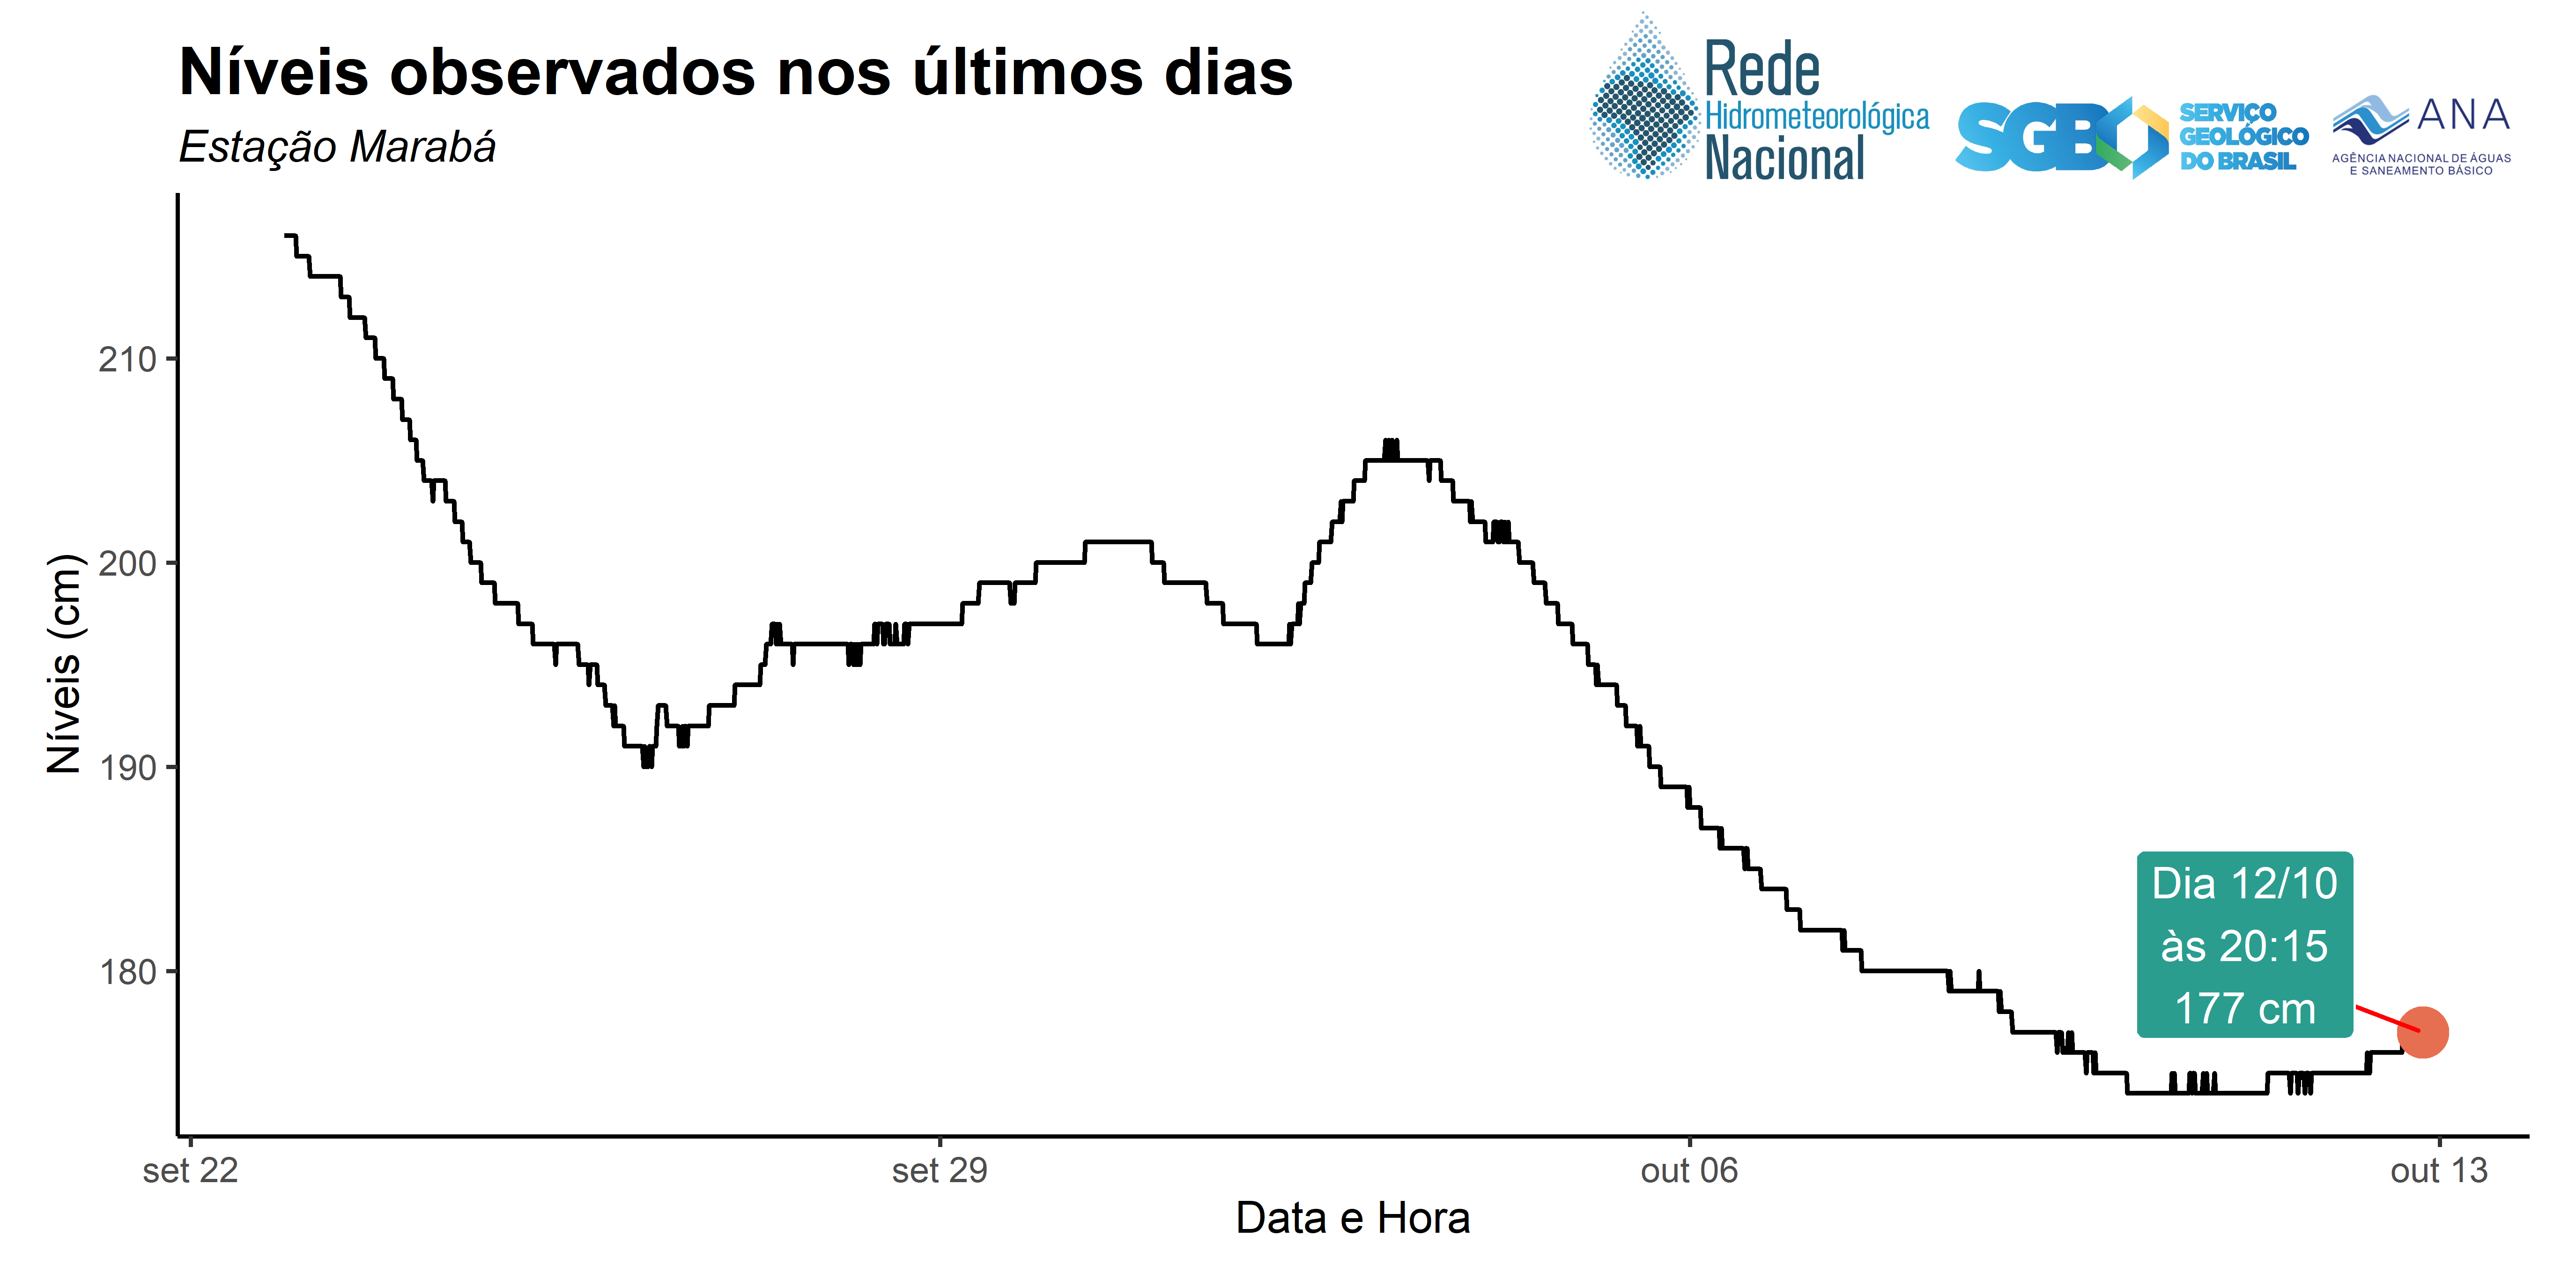 Níveis observados nos últimos dias
Estação Marabá
Rede
Hidrometeorológica
Nacional
SGB
SERVIÇO
GEOLÓGICO
DO BRASIL
ANA
AGÊNCIA NACIONAL DE ÁGUAS
E SANEAMENTO BÁSICO
Níveis (cm)
210
200
190
180
Dia 12/10
às 20:15
177 cm
set 22
set 29
out 06
out 13
Data e Hora